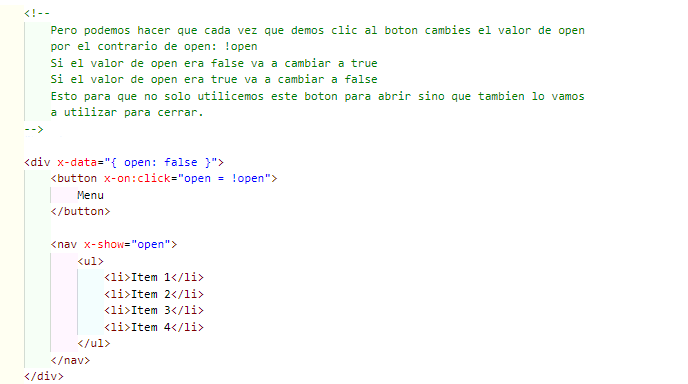 <!--
Pero podemos hacer que cada vez que demos clic al boton cambies el valor de open
por el contrario de open: !open
Si el valor de open era false va a cambiar a true
Si el valor de open era true va a cambiar a false
Esto para que no solo utilicemos este boton para abrir sino que tambien lo vamos
a utilizar para cerrar.
-->
<div x-data="{ open: false }">
<button x-on:click="open = !open">
Menu
</button>
<nav x-show="open">
<ul>
<li>Item 1</li>
<li>Item 2</li>
<li>Item 3</li>
<li>Item 4</li>
</ul>
</nav>
</div>